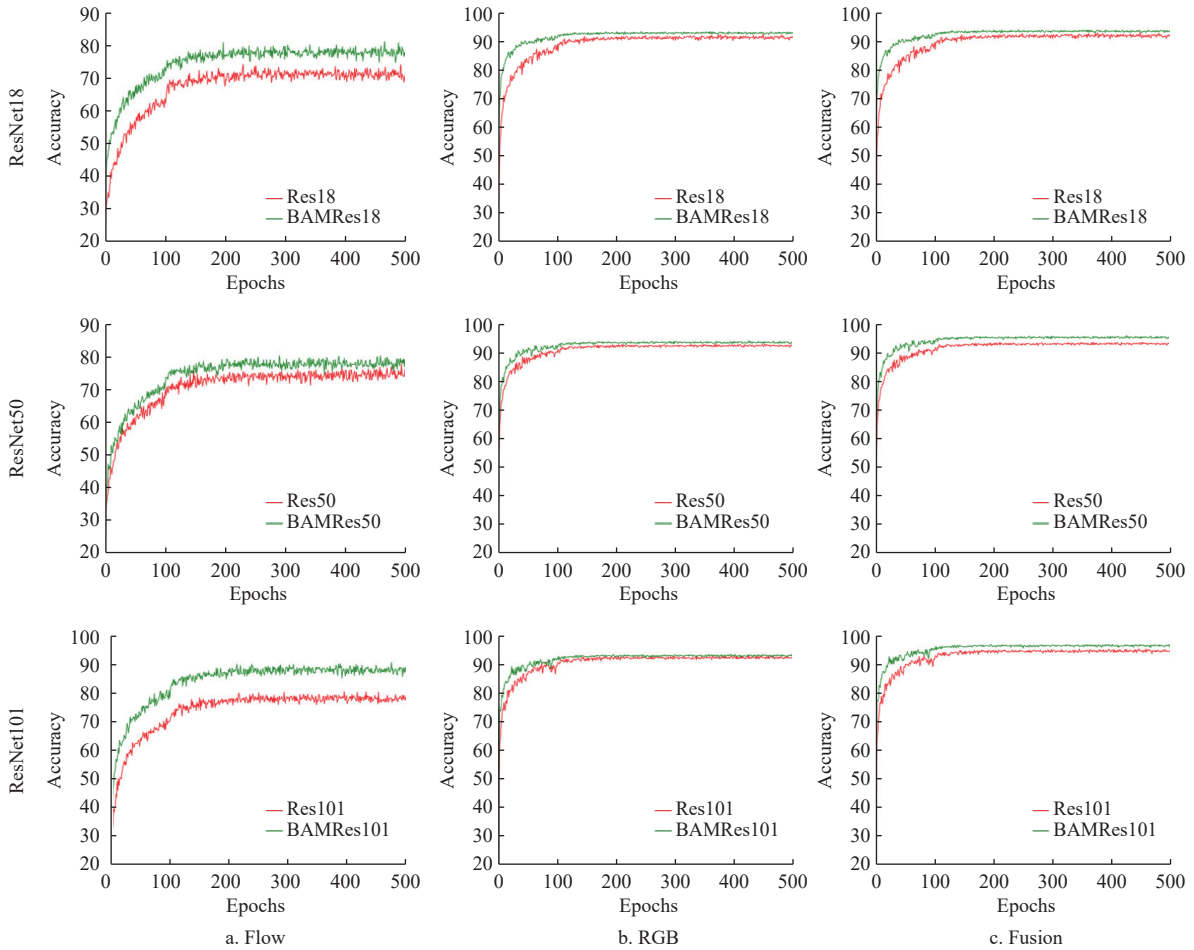 ResNet18
Accuracy
90
80
70
60
50
40
30
20
Res18
BAMRes18
0 100 200 300 400 500
Epochs
Accuracy
100
90
80
70
60
50
40
30
20
Res18
BAMRes18
0 100 200 300 400 500
Epochs
Accuracy
100
90
80
70
60
50
40
30
20
Res18
BAMRes18
0 100 200 300 400 500
Epochs
ResNet50
Accuracy
90
80
70
60
50
40
30
20
Res50
BAMRes50
0 100 200 300 400 500
Epochs
Accuracy
100
90
80
70
60
50
40
30
20
Res50
BAMRes50
0 100 200 300 400 500
Epochs
Accuracy
100
90
80
70
60
50
40
30
20
Res50
BAMRes50
0 100 200 300 400 500
Epochs
ResNet101
Accuracy
100
90
80
70
60
50
40
30
20
Res101
BAMRes101
0 100 200 300 400 500
Epochs
Accuracy
100
90
80
70
60
50
40
30
20
Res101
BAMRes101
0 100 200 300 400 500
Epochs
Accuracy
100
90
80
70
60
50
40
30
20
Res101
BAMRes101
0 100 200 300 400 500
Epochs
a. Flow
b. RGB
c. Fusion